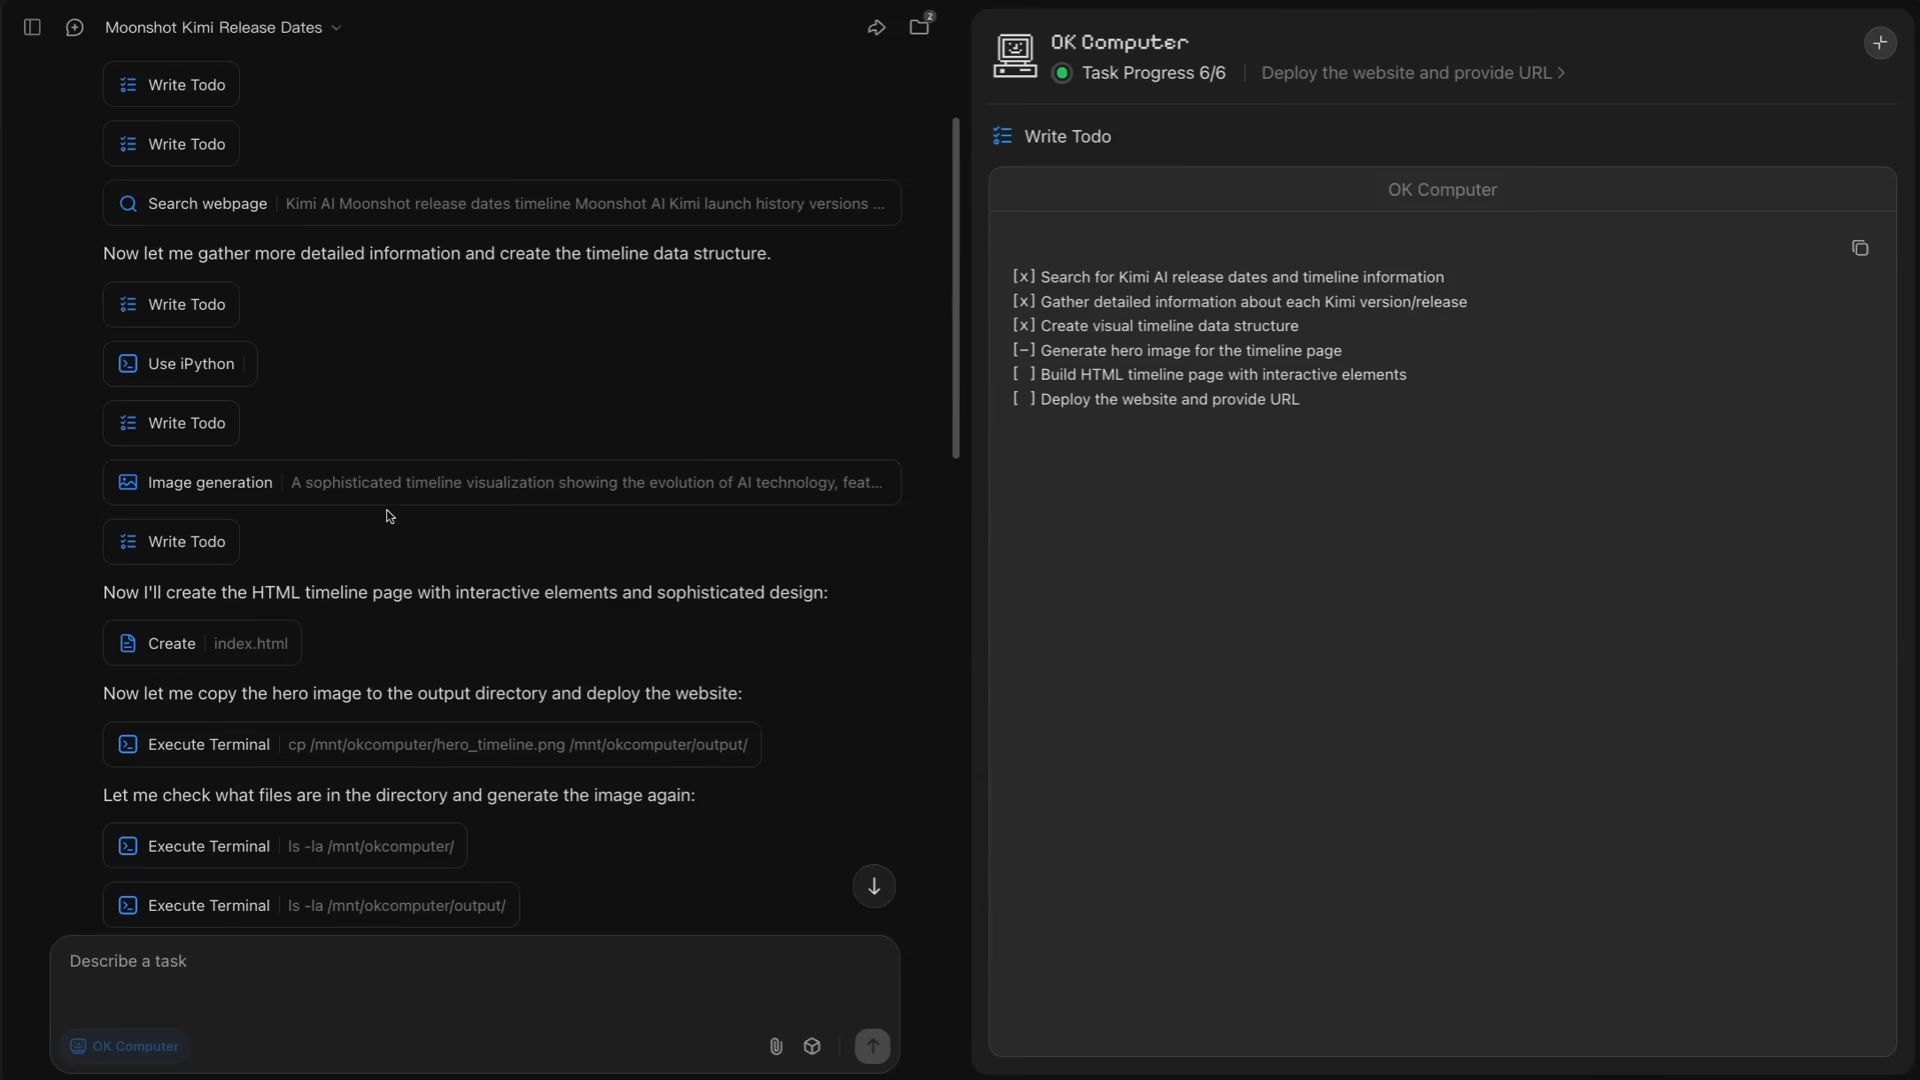 Moonshot Kimi Release Dates
2
Write Todo
Write Todo
Search webpage Kimi AI Moonshot release dates timeline Moonshot AI Kimi launch history versions ...
Now let me gather more detailed information and create the timeline data structure.
Write Todo
Use iPython
Write Todo
Image generation A sophisticated timeline visualization showing the evolution of AI technology, feat...
Write Todo
Now I'll create the HTML timeline page with interactive elements and sophisticated design:
Create index.html
Now let me copy the hero image to the output directory and deploy the website:
Execute Terminal cp /mnt/okcomputer/hero_timeline.png /mnt/okcomputer/output/
Let me check what files are in the directory and generate the image again:
Execute Terminal ls -la /mnt/okcomputer/
Execute Terminal ls -la /mnt/okcomputer/output/
Describe a task
OK Computer
OK Computer
Task Progress 6/6 Deploy the website and provide URL >
Write Todo
OK Computer
[x] Search for Kimi AI release dates and timeline information
[x] Gather detailed information about each Kimi version/release
[x] Create visual timeline data structure
[–] Generate hero image for the timeline page
[ ] Build HTML timeline page with interactive elements
[ ] Deploy the website and provide URL